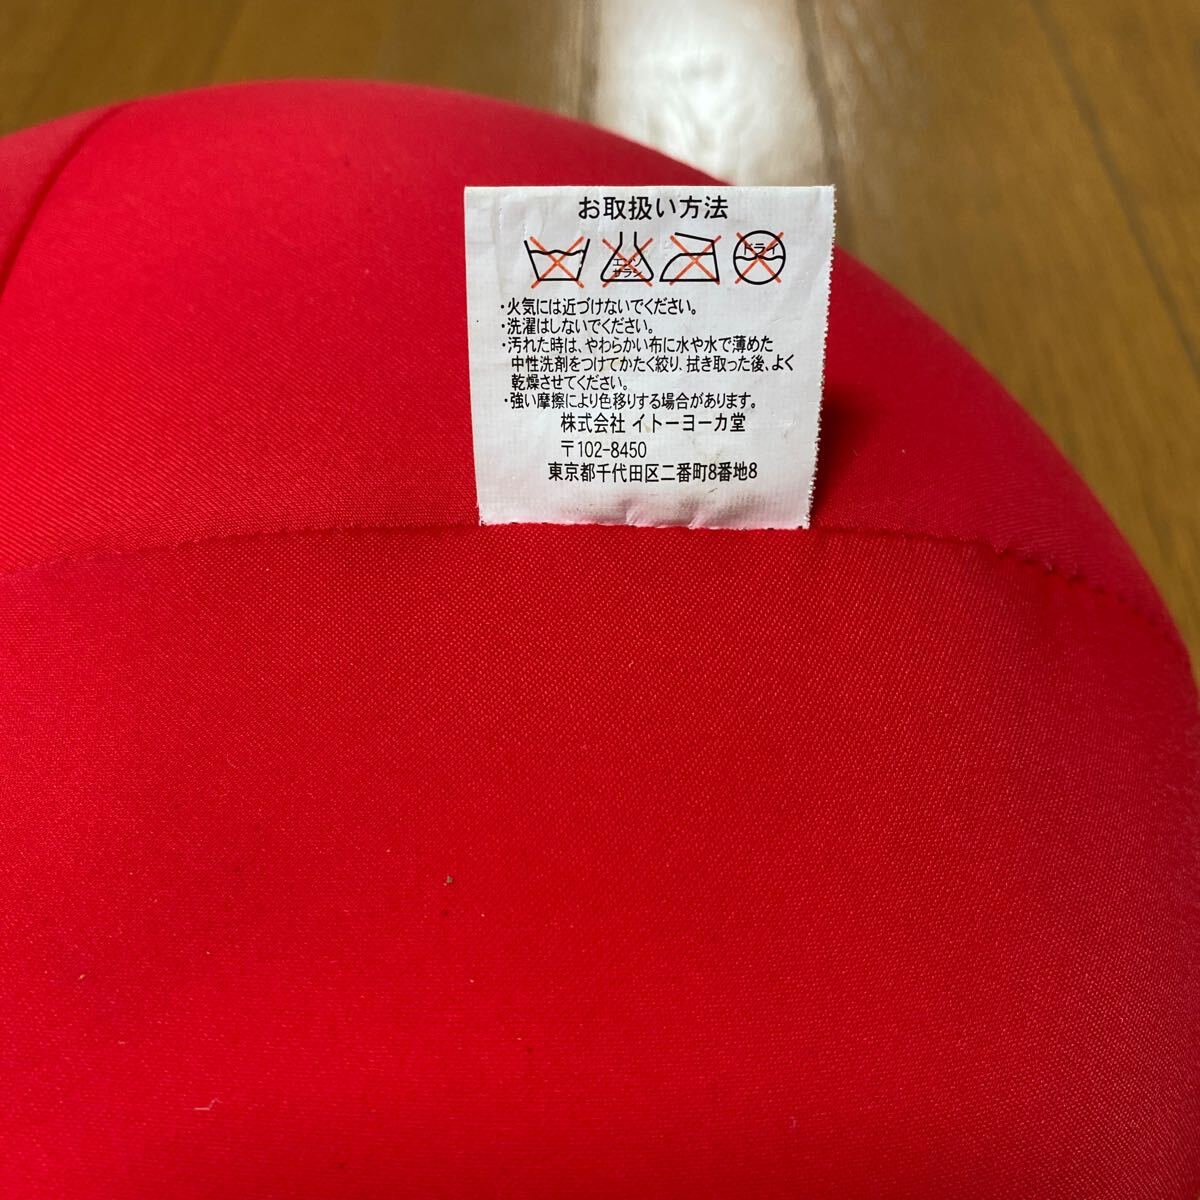 お取扱い方法
エンソ サラシ ドライ
・火気には近づけないでください。
・洗濯はしないでください。
・汚れた時は、やわらかい布に水や水で薄めた
中性洗剤をつけてかたく絞り、拭き取った後、よく
乾燥させてください。
・強い摩擦により色移りする場合があります。
株式会社 イトーヨーカ堂
〒102-8450
東京都千代田区二番町8番地8